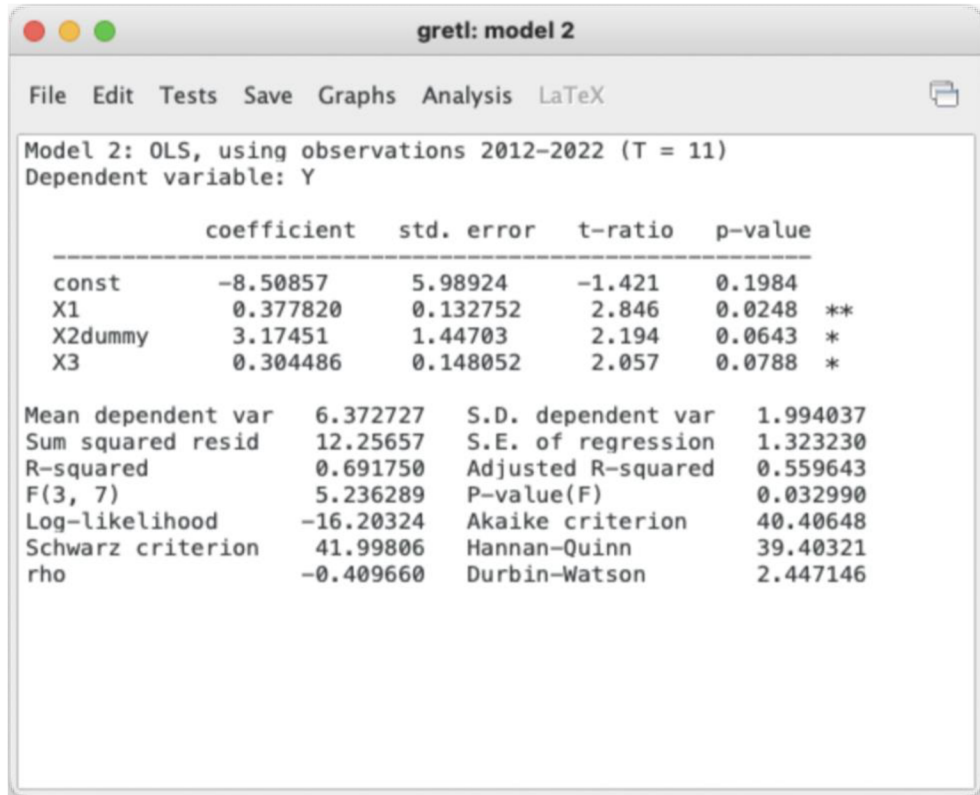 gretl: model 2
File Edit Tests Save Graphs Analysis LaTeX
Model 2: OLS, using observations 2012-2022 (T = 11)
Dependent variable: Y
coefficient std. error t-ratio p-value
const -8.50857 5.98924 -1.421 0.1984
X1 0.377820 0.132752 2.846 0.0248 **
X2dummy 3.17451 1.44703 2.194 0.0643 *
X3 0.304486 0.148052 2.057 0.0788 *
Mean dependent var 6.372727 S.D. dependent var 1.994037
Sum squared resid 12.25657 S.E. of regression 1.323230
R-squared 0.691750 Adjusted R-squared 0.559643
F(3, 7) 5.236289 P-value(F) 0.032990
Log-likelihood -16.20324 Akaike criterion 40.40648
Schwarz criterion 41.99806 Hannan-Quinn 39.40321
rho -0.409660 Durbin-Watson 2.447146